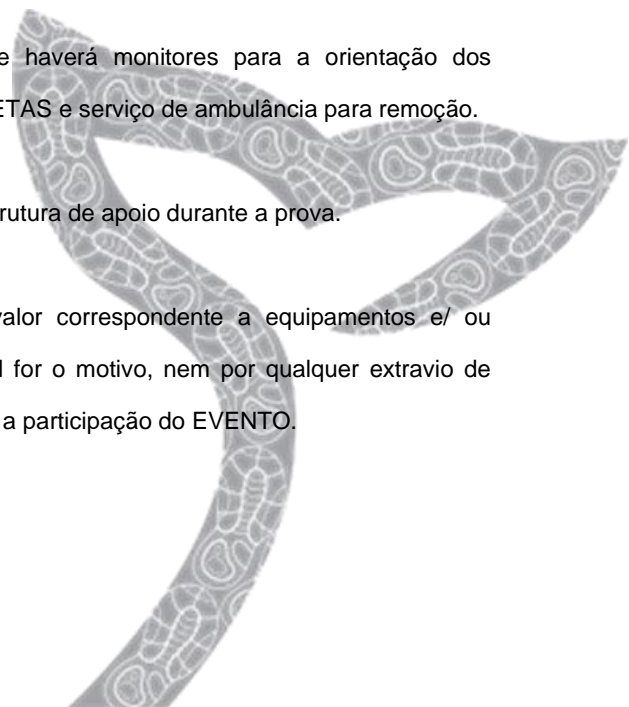 e haverá monitores para a orientação dos
ETAS e serviço de ambulância para remoção.
rutura de apoio durante a prova.
valor correspondente a equipamentos e/ ou
l for o motivo, nem por qualquer extravio de
a participação do EVENTO.